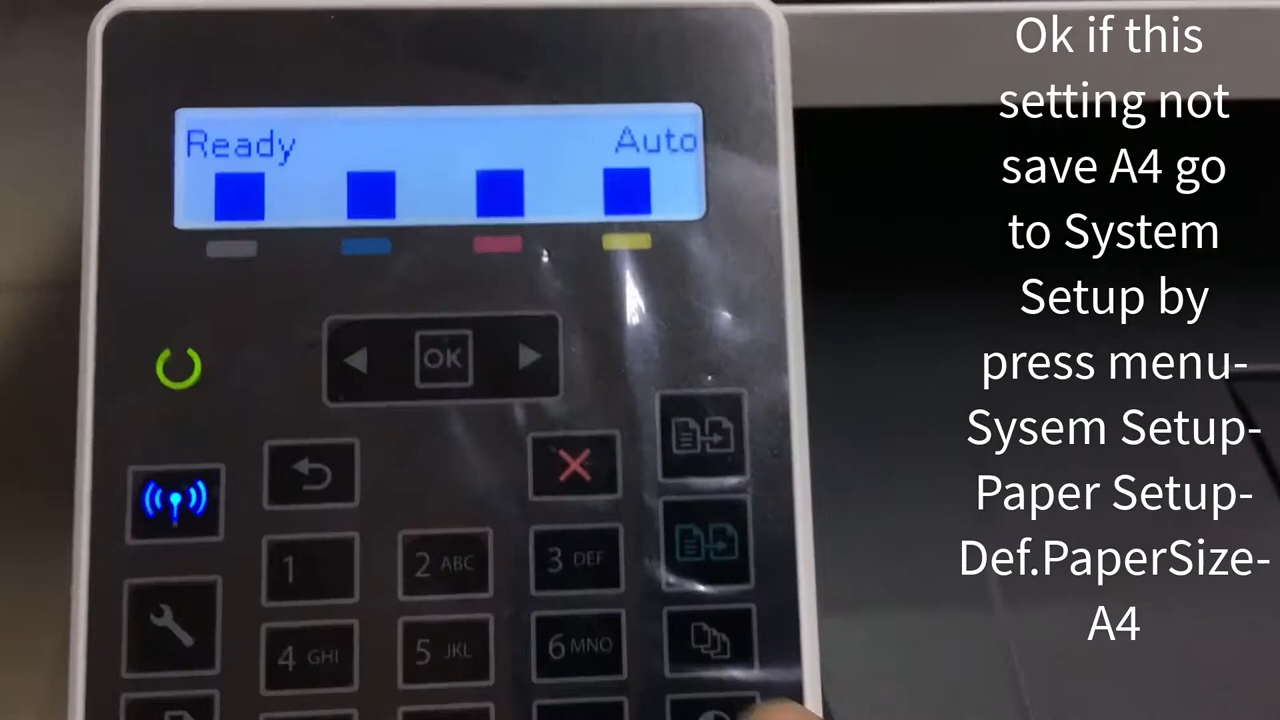 Ready Auto
OK
1
2 ABC
3 DEF
4 GHI
5 JKL
6 MNO
Ok if this
setting not
save A4 go
to System
Setup by
press menu-
Sysem Setup-
Paper Setup-
Def.PaperSize-
A4